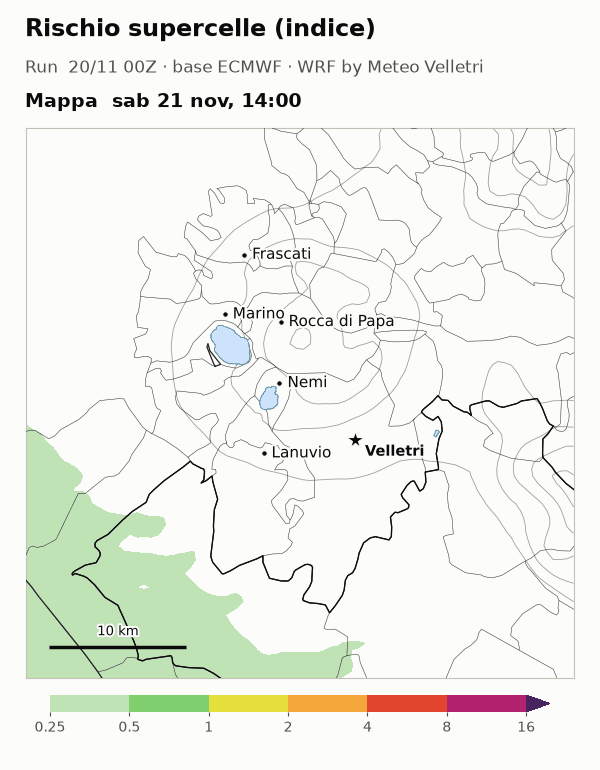 Rischio supercelle (indice)
Run  20/11 00Z · base ECMWF · WRF by Meteo Velletri
Mappa  sab 21 nov, 14:00
Frascati
Marino
Rocca di Papa
Nemi
Velletri
Lanuvio
10 km
0.25 0.5 1 2 4 8 16